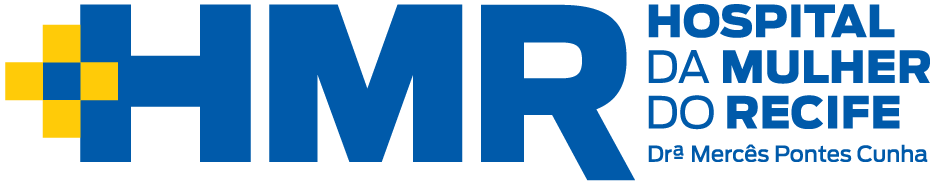 HMR
HOSPITAL
DA MULHER
DO RECIFE
Drª Mercês Pontes Cunha